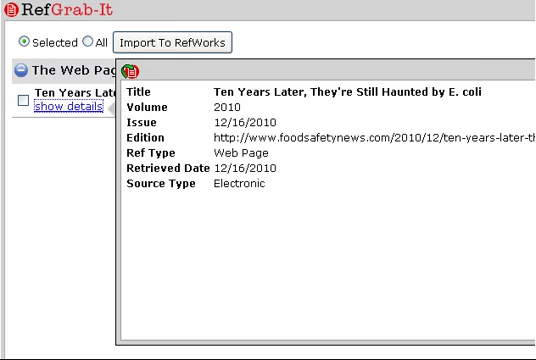 RefGrab-It
Selected All Import To RefWorks
The Web Pag
Ten Years Late
show details
Title Ten Years Later, They're Still Haunted by E. coli
Volume 2010
Issue 12/16/2010
Edition http://www.foodsafetynews.com/2010/12/ten-years-later-th
Ref Type Web Page
Retrieved Date 12/16/2010
Source Type Electronic